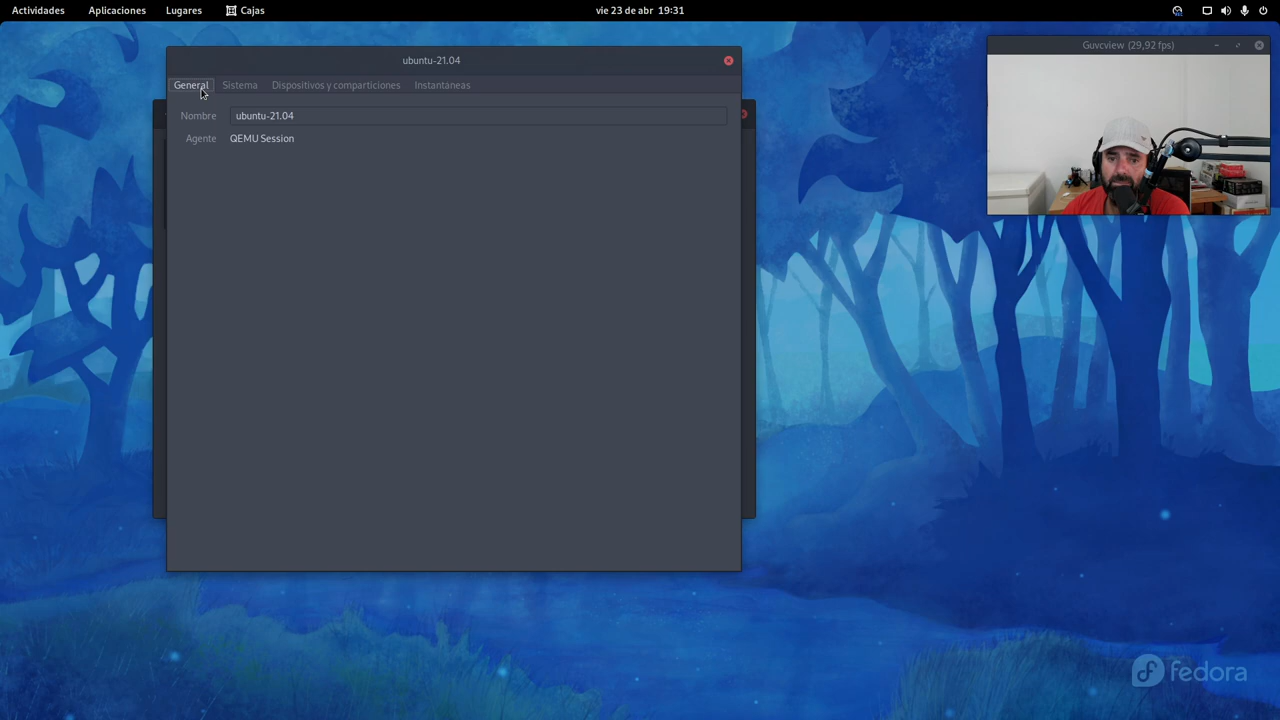 Actividades Aplicaciones Lugares Cajas vie 23 de abr 19:31
Guvcview (29,92 fps)
ubuntu-21.04
General Sistema Dispositivos y comparticiones Instantáneas
Nombre ubuntu-21.04
Agente QEMU Session
fedora